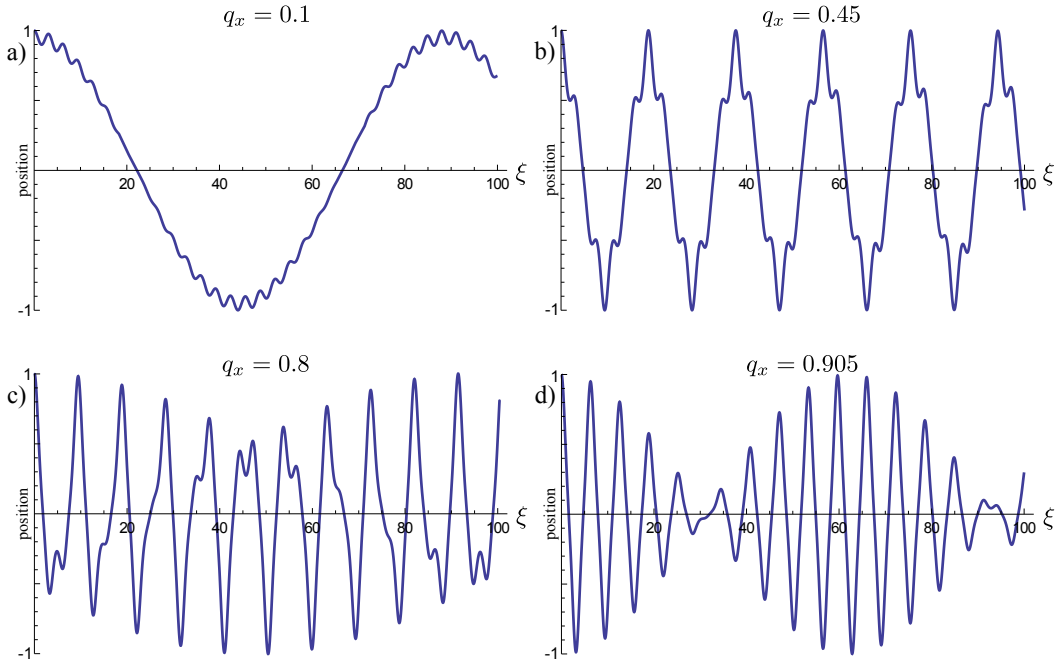 q_x = 0.1
a)
1
position
20 40 60 80 100 ξ
-1
q_x = 0.45
b)
1
position
20 40 60 80 100 ξ
-1
q_x = 0.8
c)
1
position
20 40 60 80 100 ξ
-1
q_x = 0.905
d)
1
position
20 40 60 80 100 ξ
-1